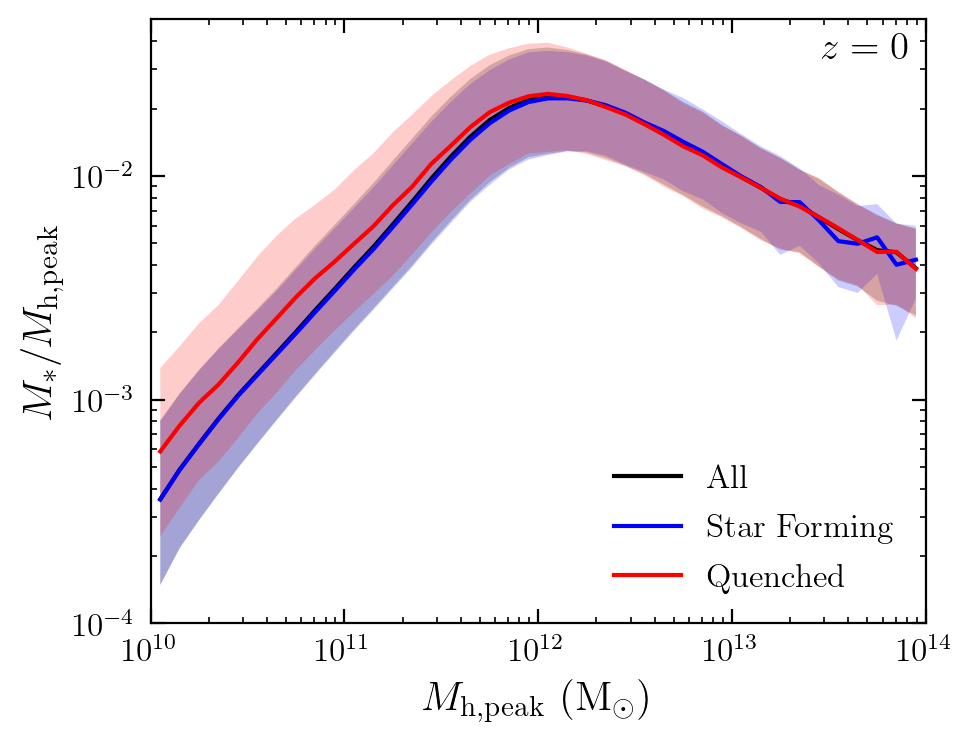 z = 0
10⁻²
10⁻³
10⁻⁴
M∗/Mh,peak
All
Star Forming
Quenched
10¹⁰ 10¹¹ 10¹² 10¹³ 10¹⁴
Mh,peak (M⊙)